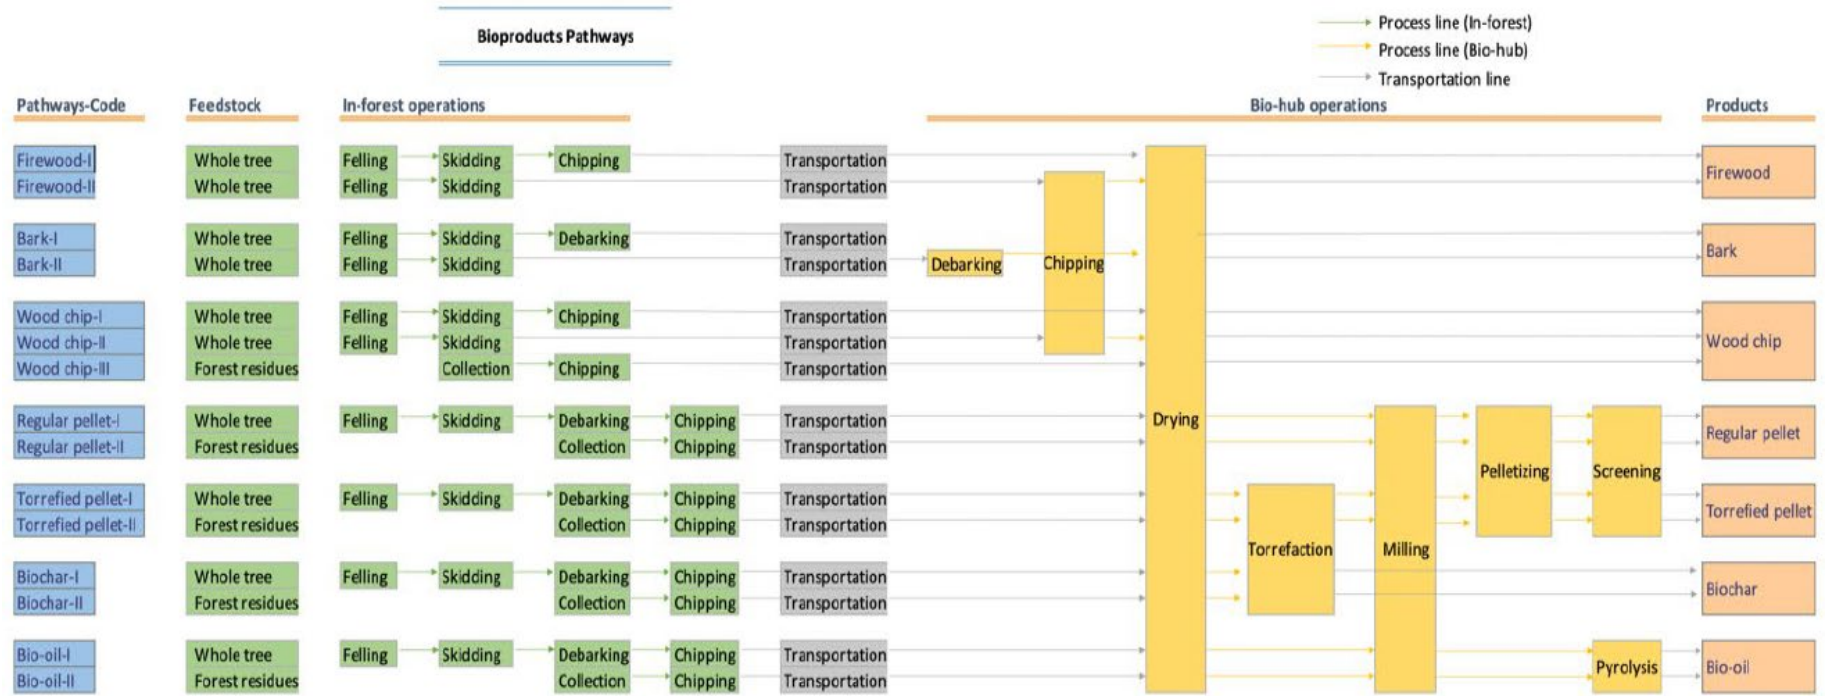 Bioproducts Pathways
Process line (In-forest)
Process line (Bio-hub)
Transportation line
Pathways-Code Feedstock In-forest operations Bio-hub operations Products
Firewood-I Whole tree Felling Skidding Chipping Transportation
Firewood-II Whole tree Felling Skidding Transportation
Firewood
Bark-I Whole tree Felling Skidding Debarking Transportation
Bark-II Whole tree Felling Skidding Transportation Debarking Chipping
Bark
Wood chip-I Whole tree Felling Skidding Chipping Transportation
Wood chip-II Whole tree Felling Skidding Transportation
Wood chip-III Forest residues Collection Chipping Transportation
Wood chip
Regular pellet-I Whole tree Felling Skidding Debarking Chipping Transportation Drying
Regular pellet-II Forest residues Collection Chipping Transportation
Regular pellet
Pelletizing Screening
Torrefied pellet-I Whole tree Felling Skidding Debarking Chipping Transportation
Torrefied pellet-II Forest residues Collection Chipping Transportation
Torrefied pellet
Torrefaction Milling
Biochar-I Whole tree Felling Skidding Debarking Chipping Transportation
Biochar-II Forest residues Collection Chipping Transportation
Biochar
Bio-oil-I Whole tree Felling Skidding Debarking Chipping Transportation
Bio-oil-II Forest residues Collection Chipping Transportation
Pyrolysis Bio-oil